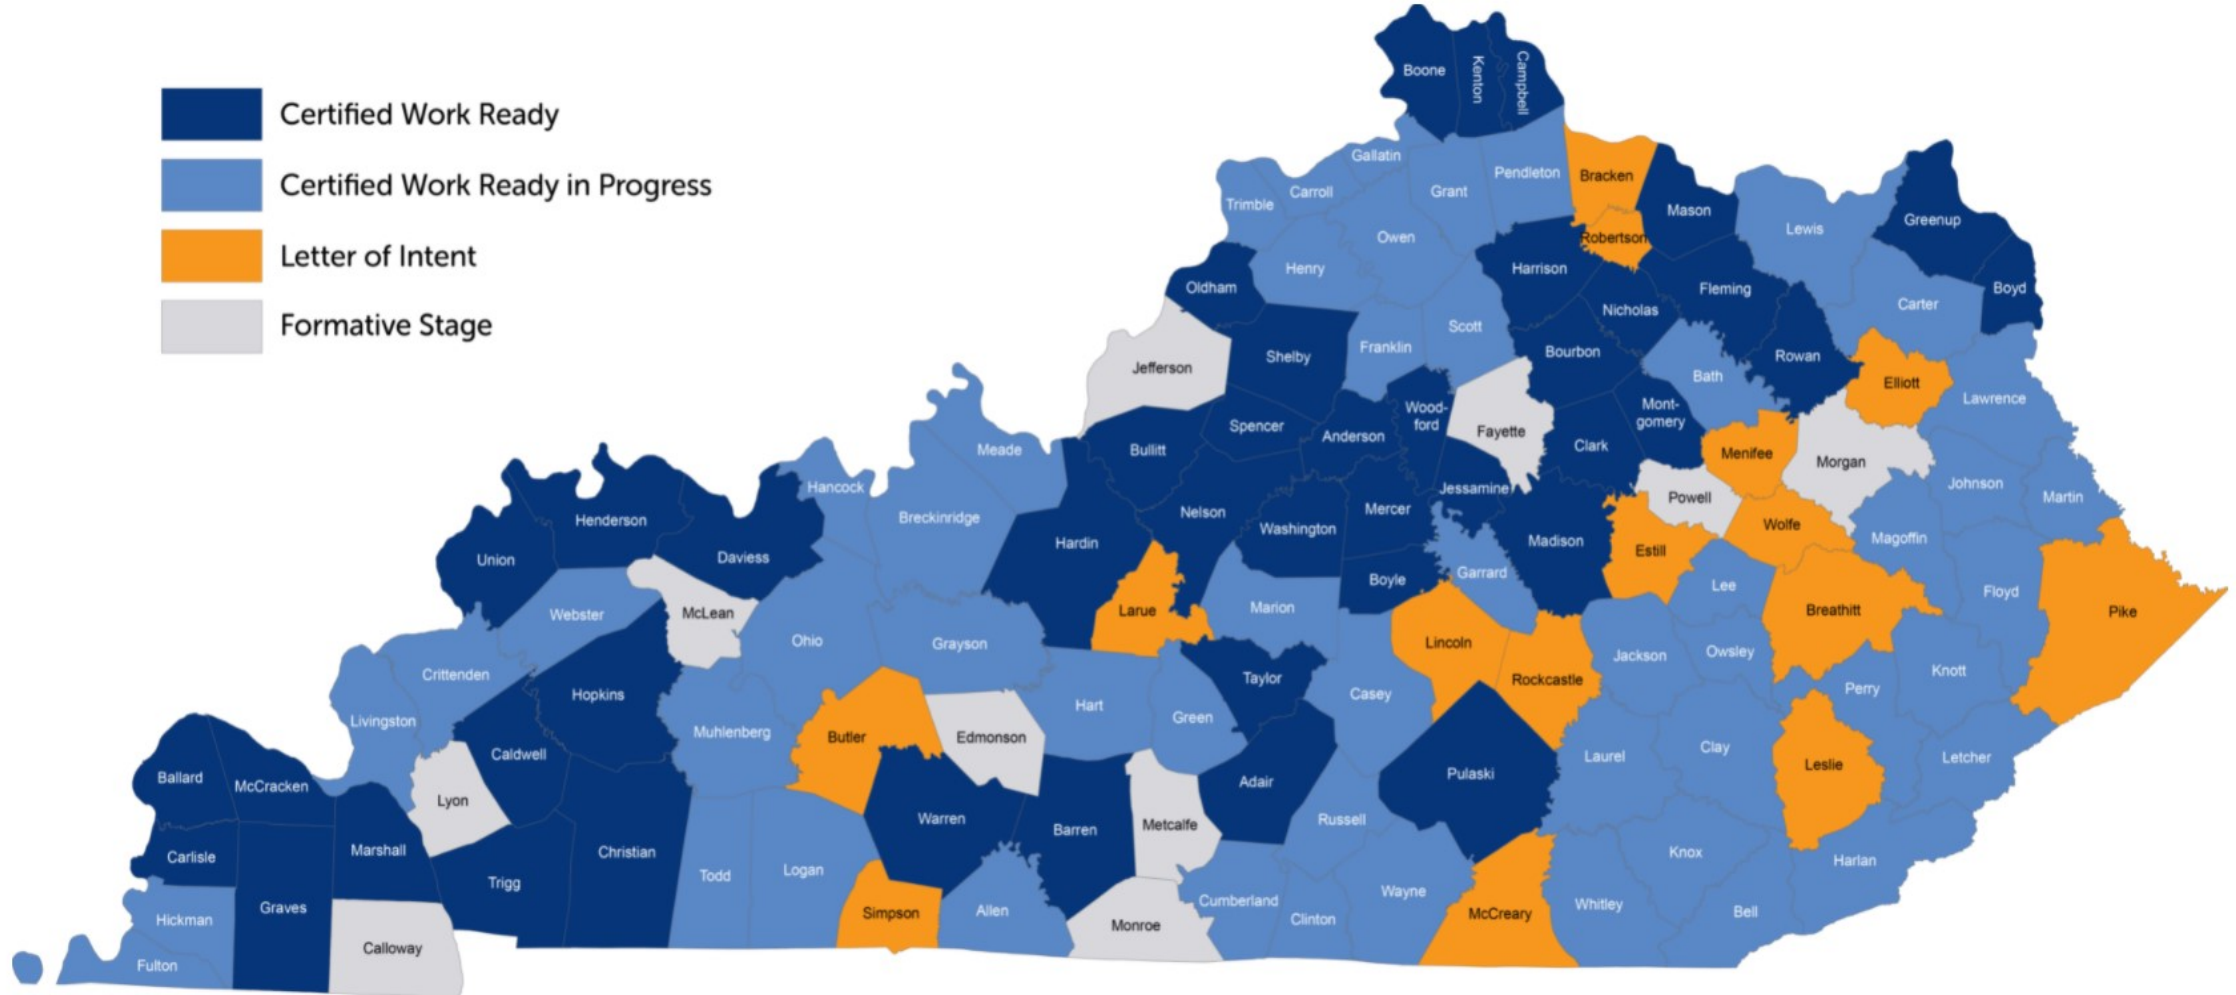 Certified Work Ready
Certified Work Ready in Progress
Letter of Intent
Formative Stage
Boone
Kenton
Campbell
Gallatin
Pendleton
Bracken
Carroll
Grant
Trimble
Mason
Owen
Robertson
Lewis
Greenup
Henry
Harrison
Oldham
Fleming
Boyd
Nicholas
Carter
Scott
Franklin
Shelby
Bourbon
Rowan
Jefferson
Bath
Elliott
Lawrence
Wood-
ford
Mont-
gomery
Spencer
Anderson
Fayette
Clark
Meade
Bullitt
Menifee
Morgan
Hancock
Jessamine
Powell
Johnson
Martin
Breckinridge
Nelson
Mercer
Washington
Henderson
Wolfe
Magoffin
Hardin
Madison
Estill
Union
Daviess
Boyle
Garrard
Lee
Floyd
Webster
McLean
Larue
Marion
Breathitt
Pike
Ohio
Grayson
Lincoln
Jackson
Owsley
Crittenden
Taylor
Rockcastle
Knott
Hopkins
Casey
Perry
Livingston
Hart
Green
Muhlenberg
Butler
Edmonson
Caldwell
Laurel
Clay
Letcher
Ballard
McCracken
Adair
Pulaski
Leslie
Lyon
Warren
Barren
Metcalfe
Russell
Carlisle
Marshall
Christian
Knox
Harlan
Trigg
Todd
Logan
Hickman
Graves
Simpson
Allen
Cumberland
Wayne
Whitley
Clinton
McCreary
Bell
Monroe
Calloway
Fulton